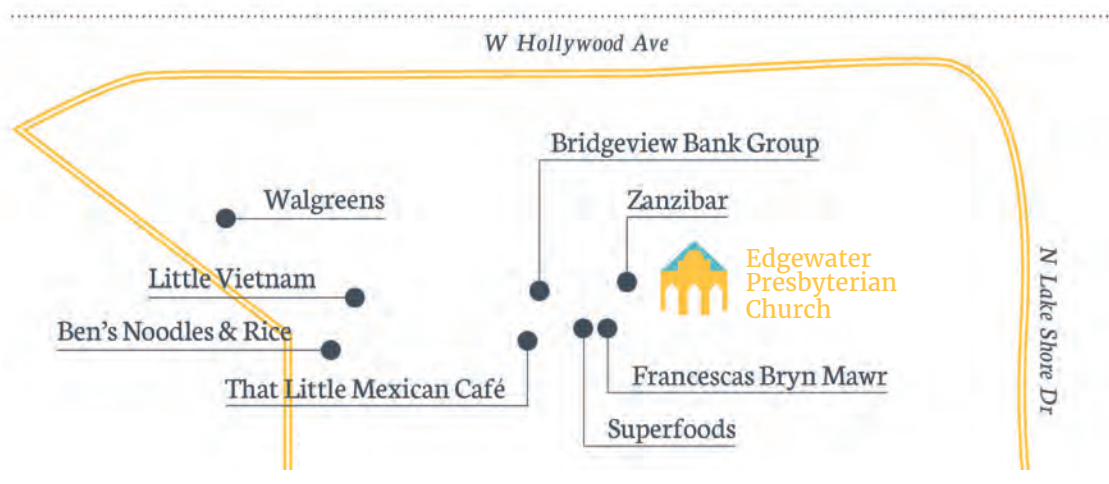 W Hollywood Ave
Bridgeview Bank Group
Walgreens
Zanzibar
Edgewater
Presbyterian
Church
N Lake Shore Dr
Little Vietnam
Ben's Noodles & Rice
That Little Mexican Café
Francescas Bryn Mawr
Superfoods